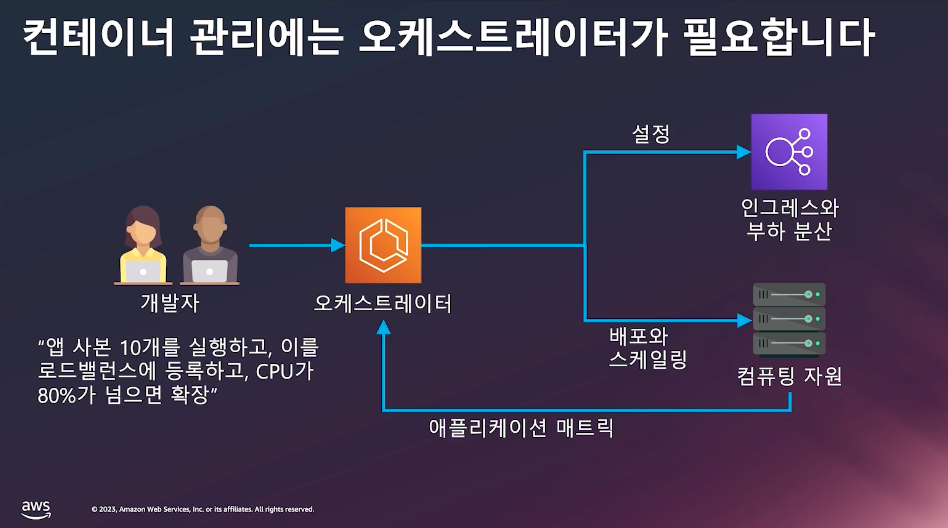 컨테이너 관리에는 오케스트레이터가 필요합니다
설정
인그레스와
부하 분산
개발자
오케스트레이터
"앱 사본 10개를 실행하고, 이를
로드밸런스에 등록하고, CPU가
80%가 넘으면 확장"
배포와
스케일링
컴퓨팅 자원
애플리케이션 매트릭
aws
© 2023, Amazon Web Services, Inc. or its affiliates. All rights reserved.